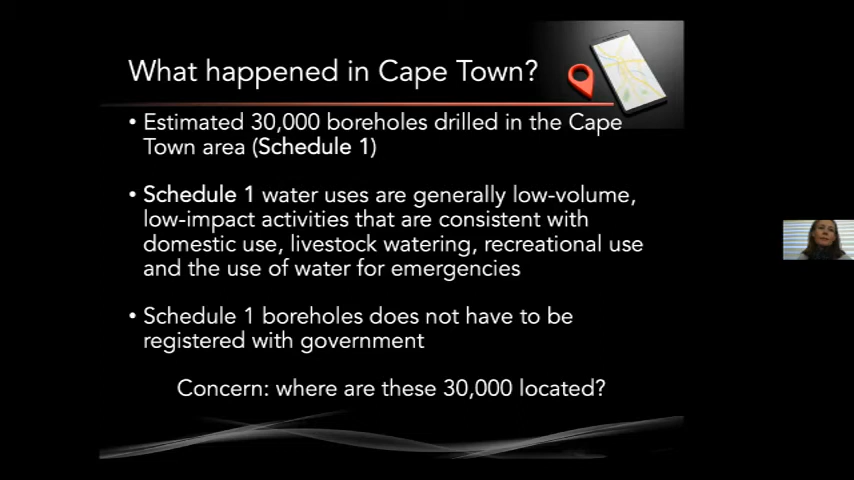 What happened in Cape Town?
• Estimated 30,000 boreholes drilled in the Cape
Town area (Schedule 1)
• Schedule 1 water uses are generally low-volume,
low-impact activities that are consistent with
domestic use, livestock watering, recreational use
and the use of water for emergencies
• Schedule 1 boreholes does not have to be
registered with government
Concern: where are these 30,000 located?